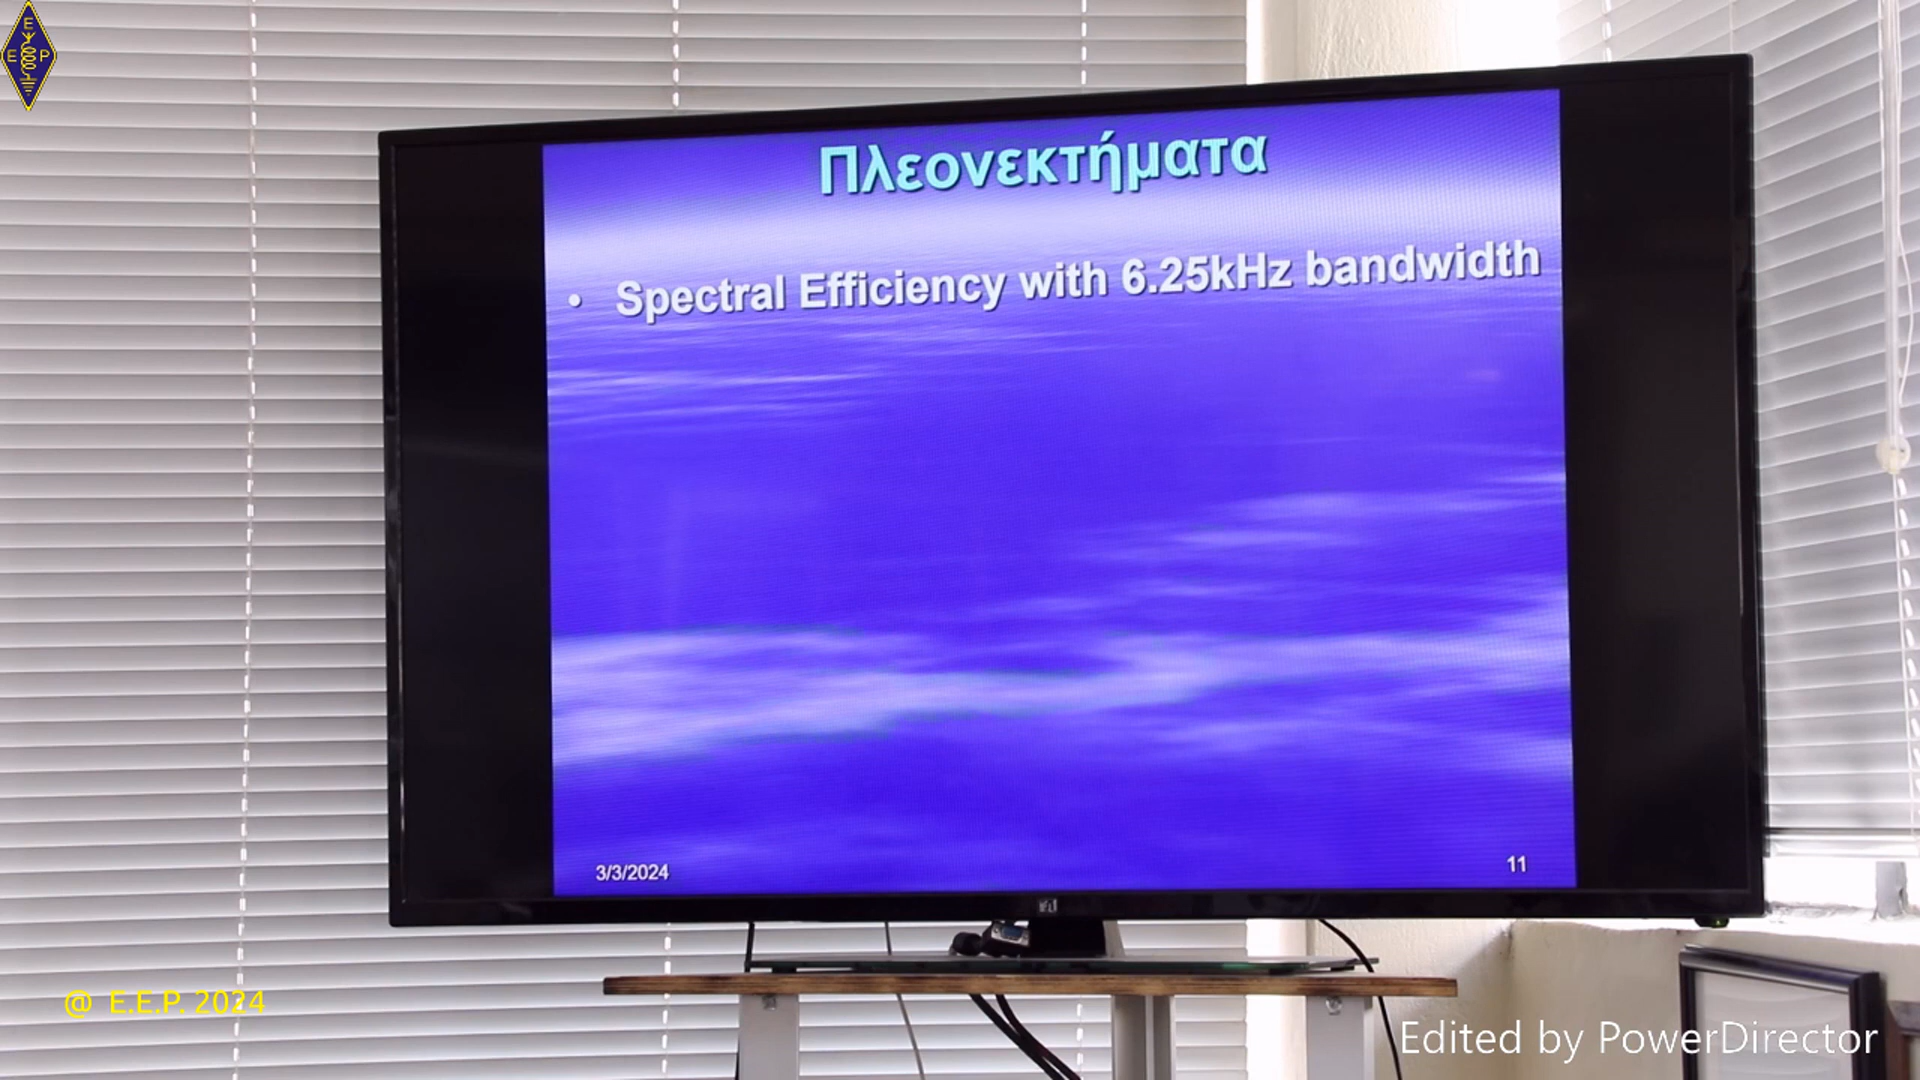 E
E P
Πλεονεκτήματα
• Spectral Efficiency with 6.25kHz bandwidth
3/3/2024
11
@ E.E.P. 2024
Edited by PowerDirector